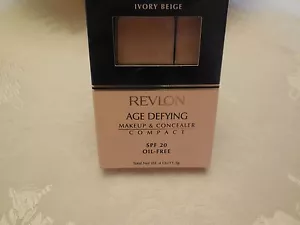 IVORY BEIGE
REVLON
AGE DEFYING
MAKEUP & CONCEALER
COMPACT
SPF 20
OIL-FREE